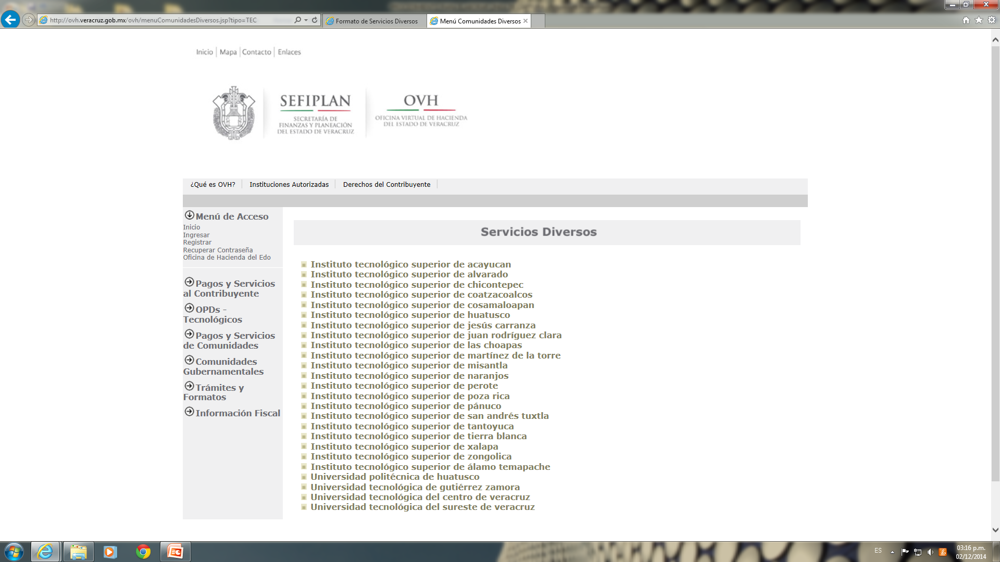 http://ovh.veracruz.gob.mx/ovh/menuComunidadesDiversos.jsp?tipo=TEC
Formato de Servicios Diversos
Menú Comunidades Diversos
Inicio Mapa Contacto Enlaces
SEFIPLAN
SECRETARÍA DE
FINANZAS Y PLANEACIÓN
DEL ESTADO DE VERACRUZ
OVH
OFICINA VIRTUAL DE HACIENDA
DEL ESTADO DE VERACRUZ
¿Qué es OVH? Instituciones Autorizadas Derechos del Contribuyente
Menú de Acceso
Inicio
Ingresar
Registrar
Recuperar Contraseña
Oficina de Hacienda del Edo
Pagos y Servicios
al Contribuyente
OPDs -
Tecnológicos
Pagos y Servicios
de Comunidades
Comunidades
Gubernamentales
Trámites y
Formatos
Información Fiscal
Servicios Diversos
Instituto tecnológico superior de acayucan
Instituto tecnológico superior de alvarado
Instituto tecnológico superior de chicontepec
Instituto tecnológico superior de coatzacoalcos
Instituto tecnológico superior de cosamaloapan
Instituto tecnológico superior de huatusco
Instituto tecnológico superior de jesús carranza
Instituto tecnológico superior de juan rodríguez clara
Instituto tecnológico superior de las choapas
Instituto tecnológico superior de martínez de la torre
Instituto tecnológico superior de misantla
Instituto tecnológico superior de naranjos
Instituto tecnológico superior de perote
Instituto tecnológico superior de poza rica
Instituto tecnológico superior de pánuco
Instituto tecnológico superior de san andrés tuxtla
Instituto tecnológico superior de tantoyuca
Instituto tecnológico superior de tierra blanca
Instituto tecnológico superior de xalapa
Instituto tecnológico superior de zongolica
Instituto tecnológico superior de álamo temapache
Universidad politécnica de huatusco
Universidad tecnológica de gutiérrez zamora
Universidad tecnológica del centro de veracruz
Universidad tecnológica del sureste de veracruz
ES
03:16 p.m.
02/12/2014